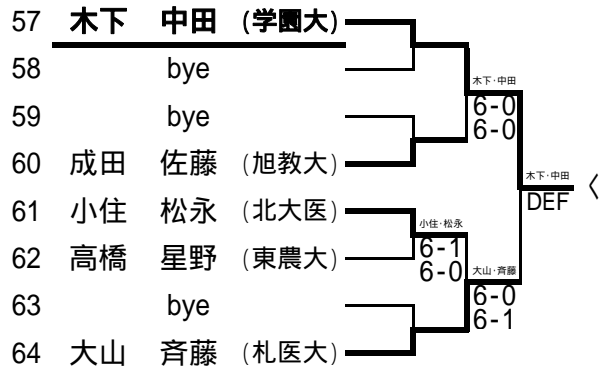 57 木下 中田 (学園大)
58 bye
59 bye
60 成田 佐藤 (旭教大)
61 小住 松永 (北大医)
62 高橋 星野 (東農大)
63 bye
64 大山 斉藤 (札医大)
木下・中田
6-0
6-0
小住・松永
6-1
6-0
大山・斉藤
6-0
6-1
木下・中田
DEF
く